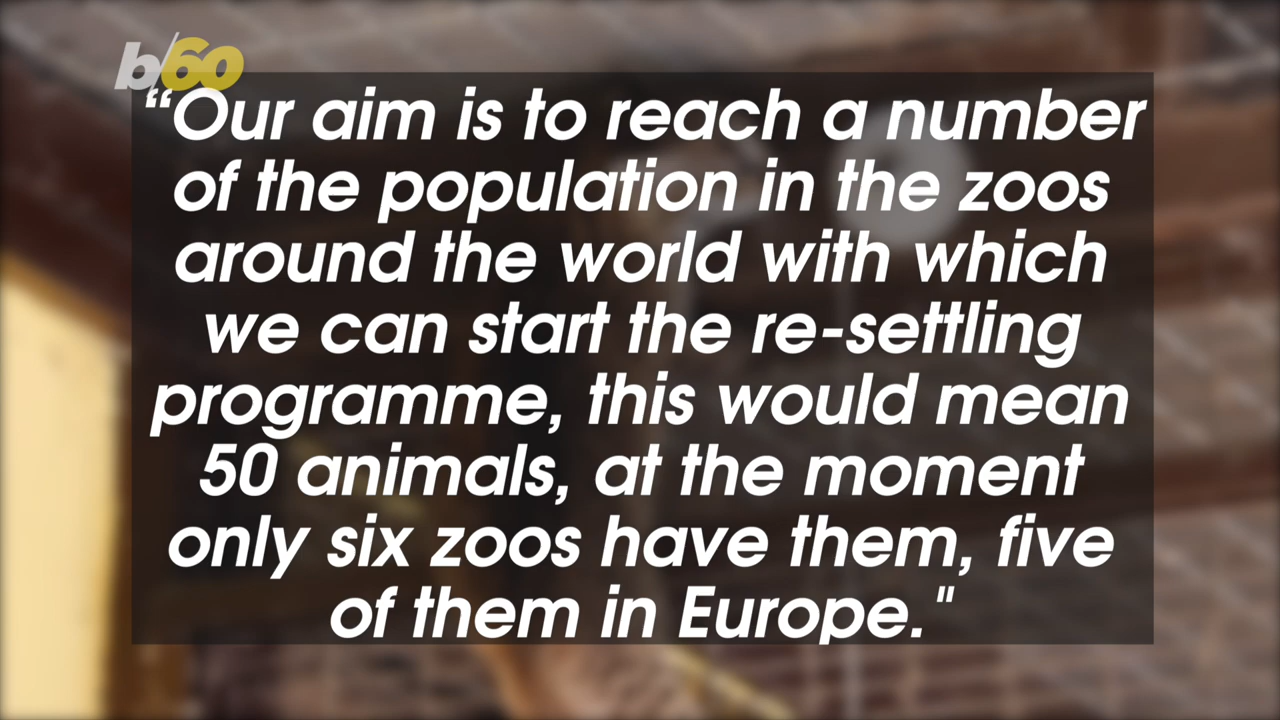 b/60
“Our aim is to reach a number
of the population in the zoos
around the world with which
we can start the re-settling
programme, this would mean
50 animals, at the moment
only six zoos have them, five
of them in Europe."